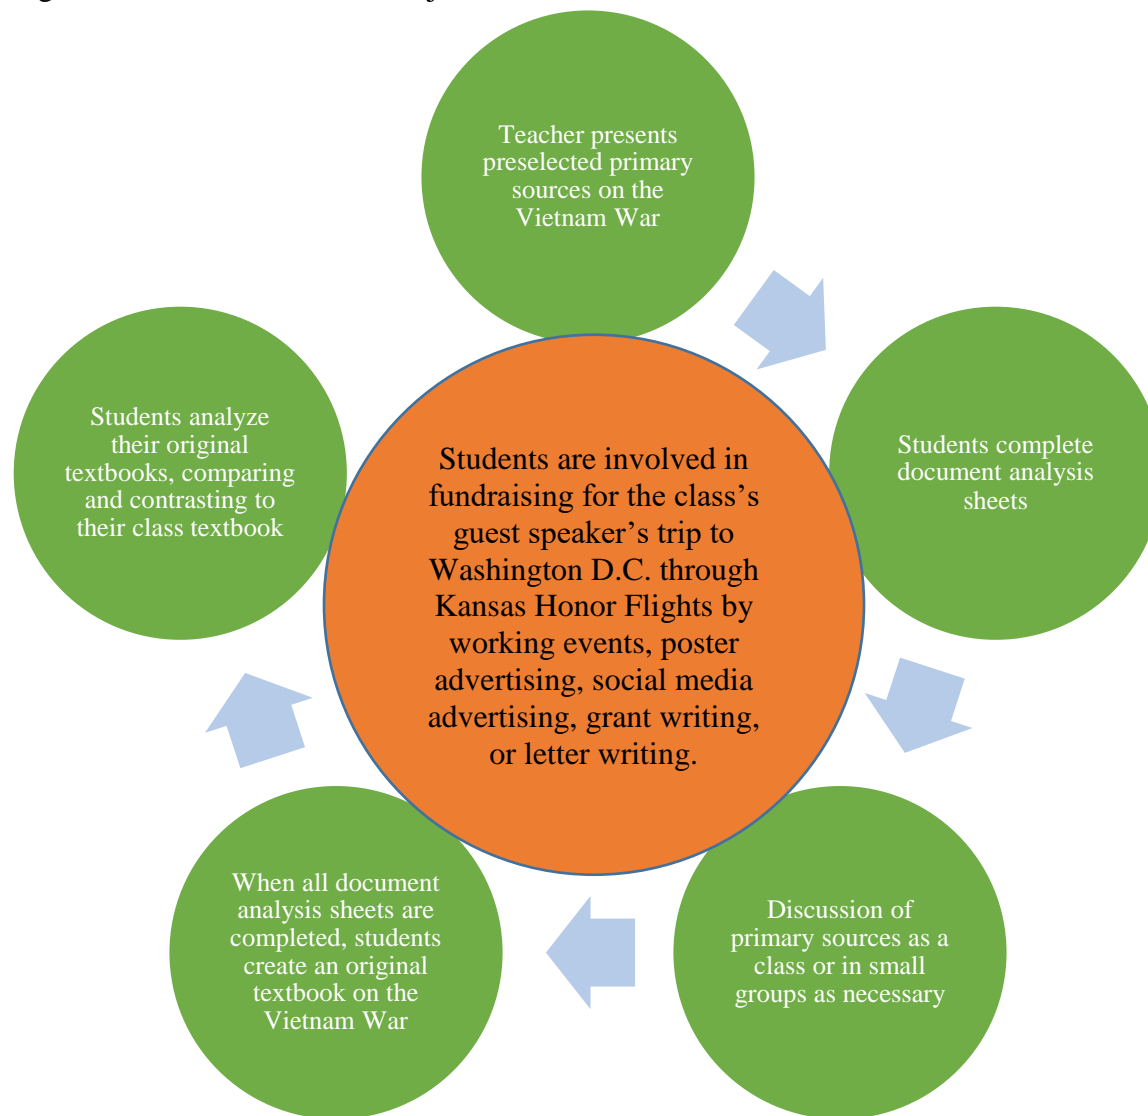 Teacher presents
preselected primary
sources on the
Vietnam War
Students complete
document analysis
sheets
Discussion of
primary sources as a
class or in small
groups as necessary
When all document
analysis sheets are
completed, students
create an original
textbook on the
Vietnam War
Students analyze
their original
textbooks, comparing
and contrasting to
their class textbook
Students are involved in
fundraising for the class’s
guest speaker’s trip to
Washington D.C. through
Kansas Honor Flights by
working events, poster
advertising, social media
advertising, grant writing,
or letter writing.